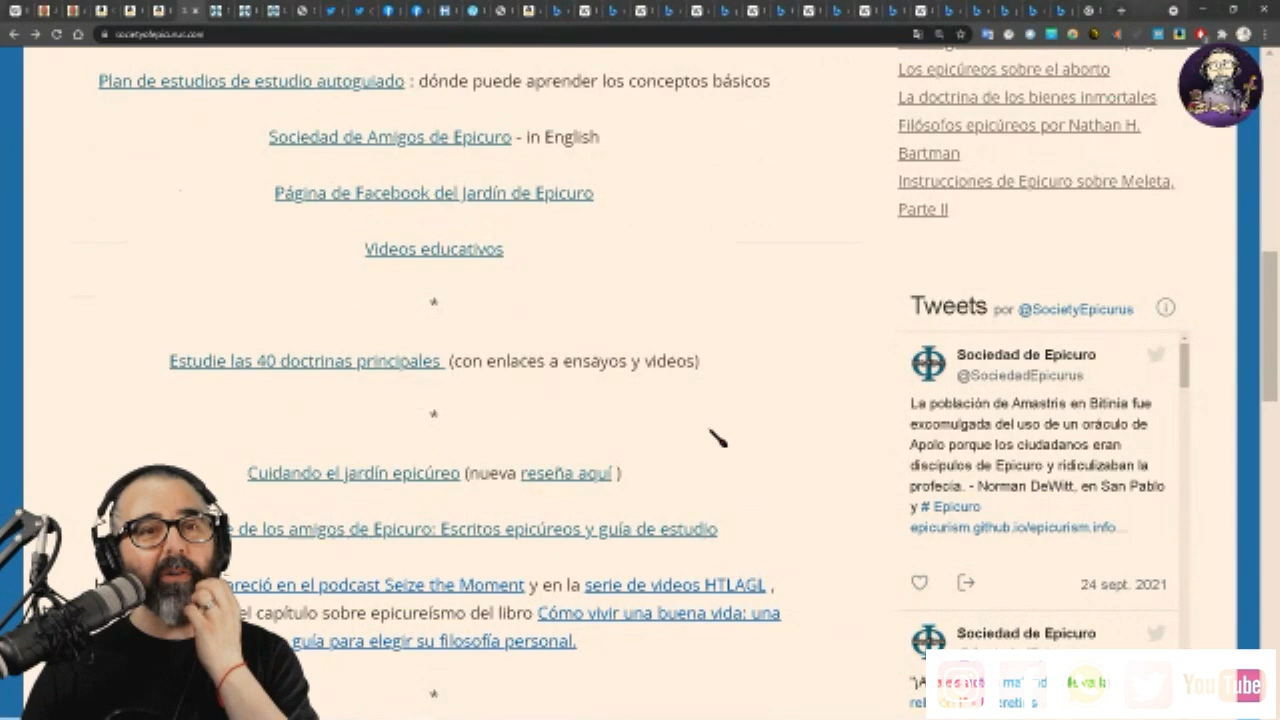 societyofepicurus.com
Plan de estudios de estudio autoguiado : dónde puede aprender los conceptos básicos
Sociedad de Amigos de Epicuro - in English
Página de Facebook del Jardín de Epicuro
Videos educativos
*
Estudie las 40 doctrinas principales (con enlaces a ensayos y videos)
*
Cuidando el jardín epicúreo (nueva reseña aquí )
de los amigos de Epicuro: Escritos epicúreos y guía de estudio
reció en el podcast Seize the Moment y en la serie de videos HTLAGL ,
el capítulo sobre epicureísmo del libro Cómo vivir una buena vida: una
guía para elegir su filosofía personal.
*
Los epicúreos sobre el aborto
La doctrina de los bienes inmortales
Filósofos epicúreos por Nathan H.
Bartman
Instrucciones de Epicuro sobre Meleta,
Parte II
Tweets por @SocietyEpicurus
Sociedad de Epicuro
@SociedadEpicurus
La población de Amastris en Bitinia fue
excomulgada del uso de un oráculo de
Apolo porque los ciudadanos eran
discípulos de Epicuro y ridiculizaban la
profecía. - Norman DeWitt, en San Pablo
y # Epicuro
epicurism.github.io/epicurism.info...
24 sept. 2021
Sociedad de Epicuro
YouTube